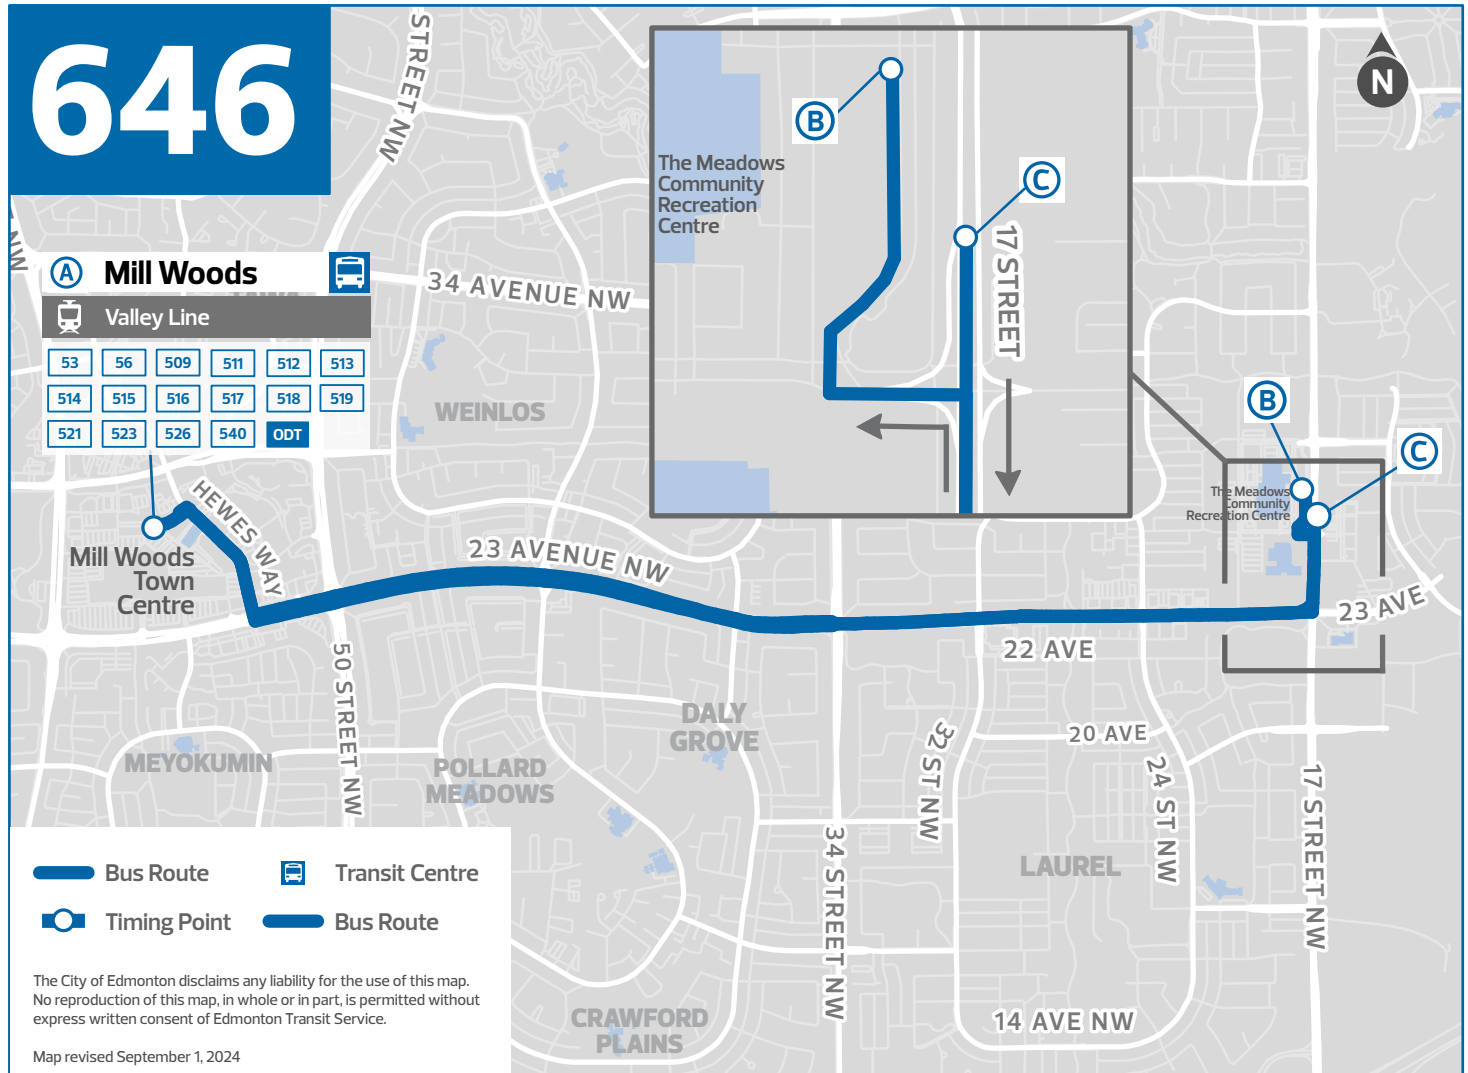 646
STREET NW
N
NW
A Mill Woods
Valley Line
53 56 509 511 512 513
514 515 516 517 518 519
521 523 526 540 ODT
34 AVENUE NW
WEINLOS
B
The Meadows
Community
Recreation
Centre
C
17 STREET
B
C
The Meadows
Community
Recreation Centre
HEWES WAY
Mill Woods
Town
Centre
23 AVENUE NW
22 AVE
23 AVE
50 STREET NW
DALY
GROVE
MEYOKUMIN
POLLARD
MEADOWS
32 ST NW
20 AVE
24 ST NW
17 STREET NW
34 STREET NW
LAUREL
14 AVE NW
CRAWFORD
PLAINS
Bus Route
Transit Centre
Timing Point
Bus Route
The City of Edmonton disclaims any liability for the use of this map.
No reproduction of this map, in whole or in part, is permitted without
express written consent of Edmonton Transit Service.
Map revised September 1, 2024